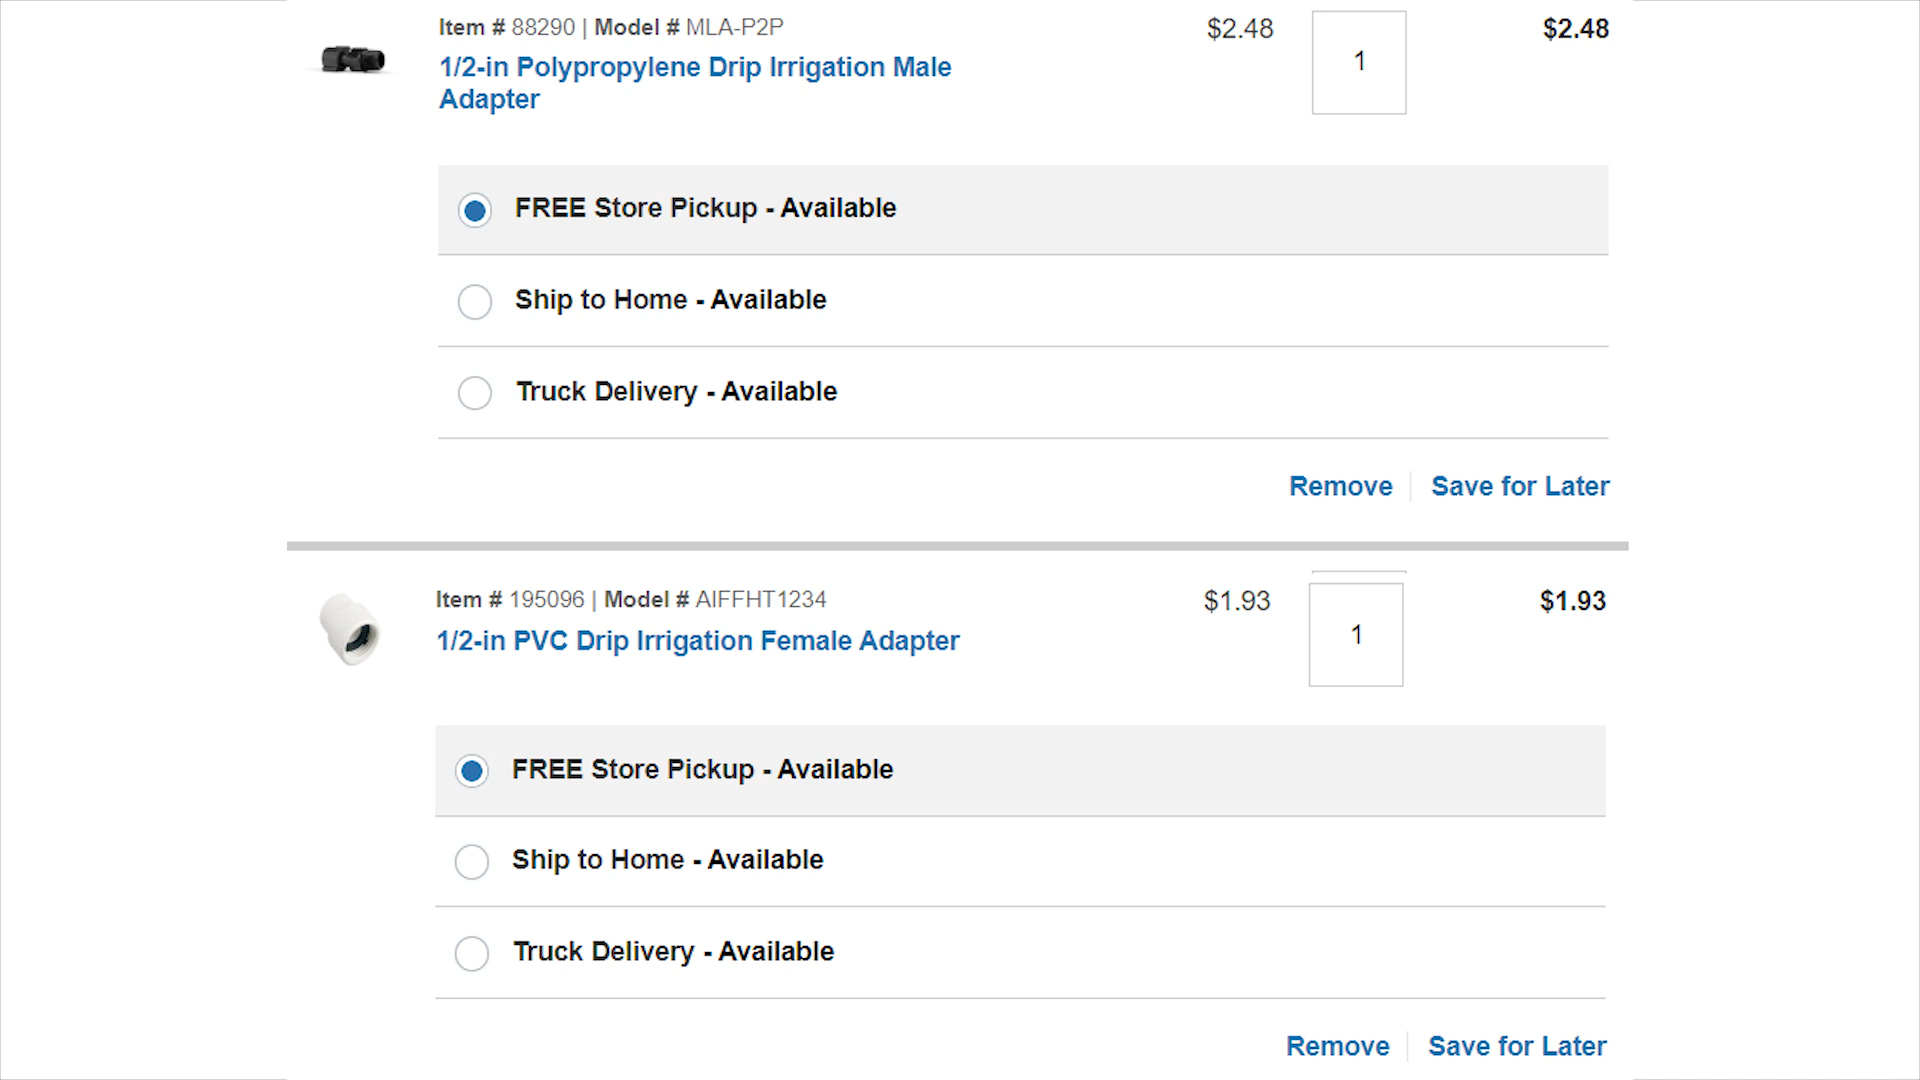 Item # 88290 | Model # MLA-P2P
$2.48
1
$2.48
1/2-in Polypropylene Drip Irrigation Male
Adapter
FREE Store Pickup - Available
Ship to Home - Available
Truck Delivery - Available
Remove
Save for Later
Item # 195096 | Model # AIFFHT1234
$1.93
1
$1.93
1/2-in PVC Drip Irrigation Female Adapter
FREE Store Pickup - Available
Ship to Home - Available
Truck Delivery - Available
Remove
Save for Later